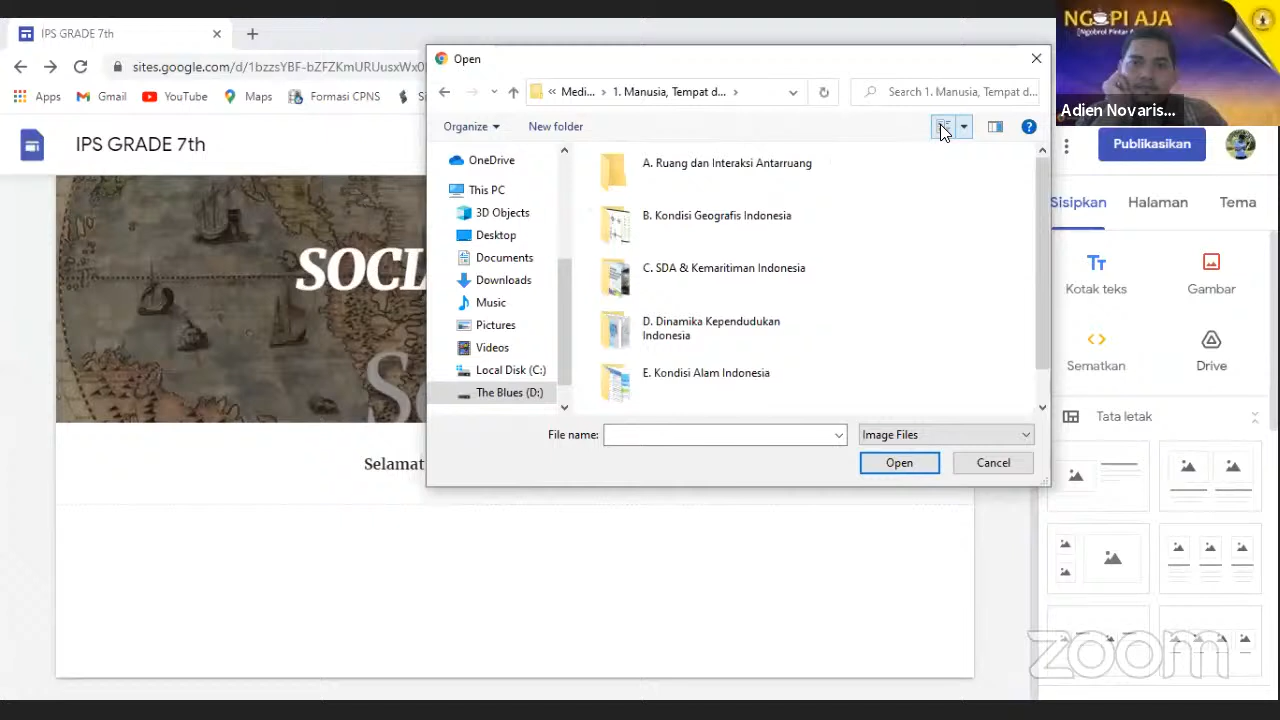 IPS GRADE 7th
sites.google.com/d/1bzzsYBF-bZFZKmURUusxWx0
Apps
Gmail
YouTube
Maps
Formasi CPNS
IPS GRADE 7th
SOCI
Selamat
Open
« Medi... > 1. Manusia, Tempat d... >
Search 1. Manusia, Tempat d...
Organize
New folder
OneDrive
This PC
3D Objects
Desktop
Documents
Downloads
Music
Pictures
Videos
Local Disk (C:)
The Blues (D:)
A. Ruang dan Interaksi Antarruang
B. Kondisi Geografis Indonesia
C. SDA & Kemaritiman Indonesia
D. Dinamika Kependudukan
Indonesia
E. Kondisi Alam Indonesia
File name:
Image Files
Open
Cancel
NGOPI AJA
[Ngobrol Pintar
Adien Novaris...
Publikasikan
Sisipkan
Halaman
Tema
Kotak teks
Gambar
Sematkan
Drive
Tata letak
zoom